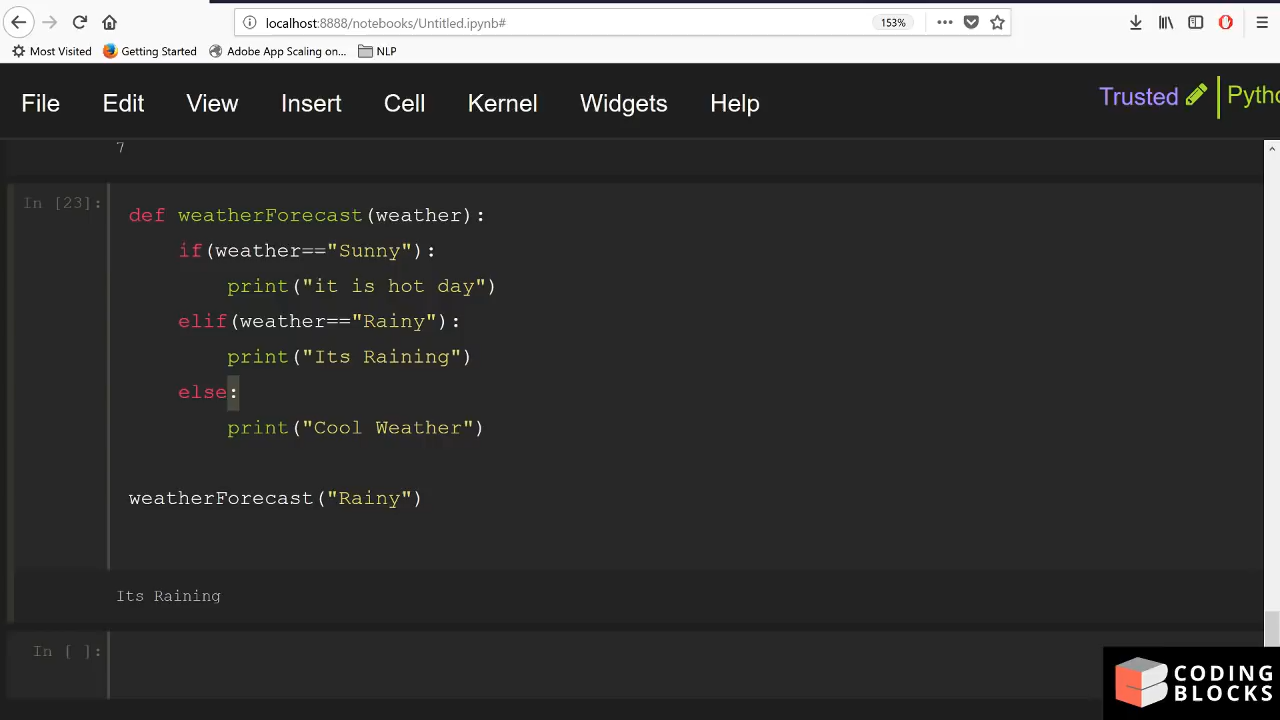 localhost:8888/notebooks/Untitled.ipynb#
153%
Most Visited
Getting Started
Adobe App Scaling on...
NLP
File
Edit
View
Insert
Cell
Kernel
Widgets
Help
Trusted
Pytho
7
In [23]:
def weatherForecast(weather):
    if(weather=="Sunny"):
        print("it is hot day")
    elif(weather=="Rainy"):
        print("Its Raining")
    else:
        print("Cool Weather")
weatherForecast("Rainy")
Its Raining
In [ ]:
CODING
BLOCKS